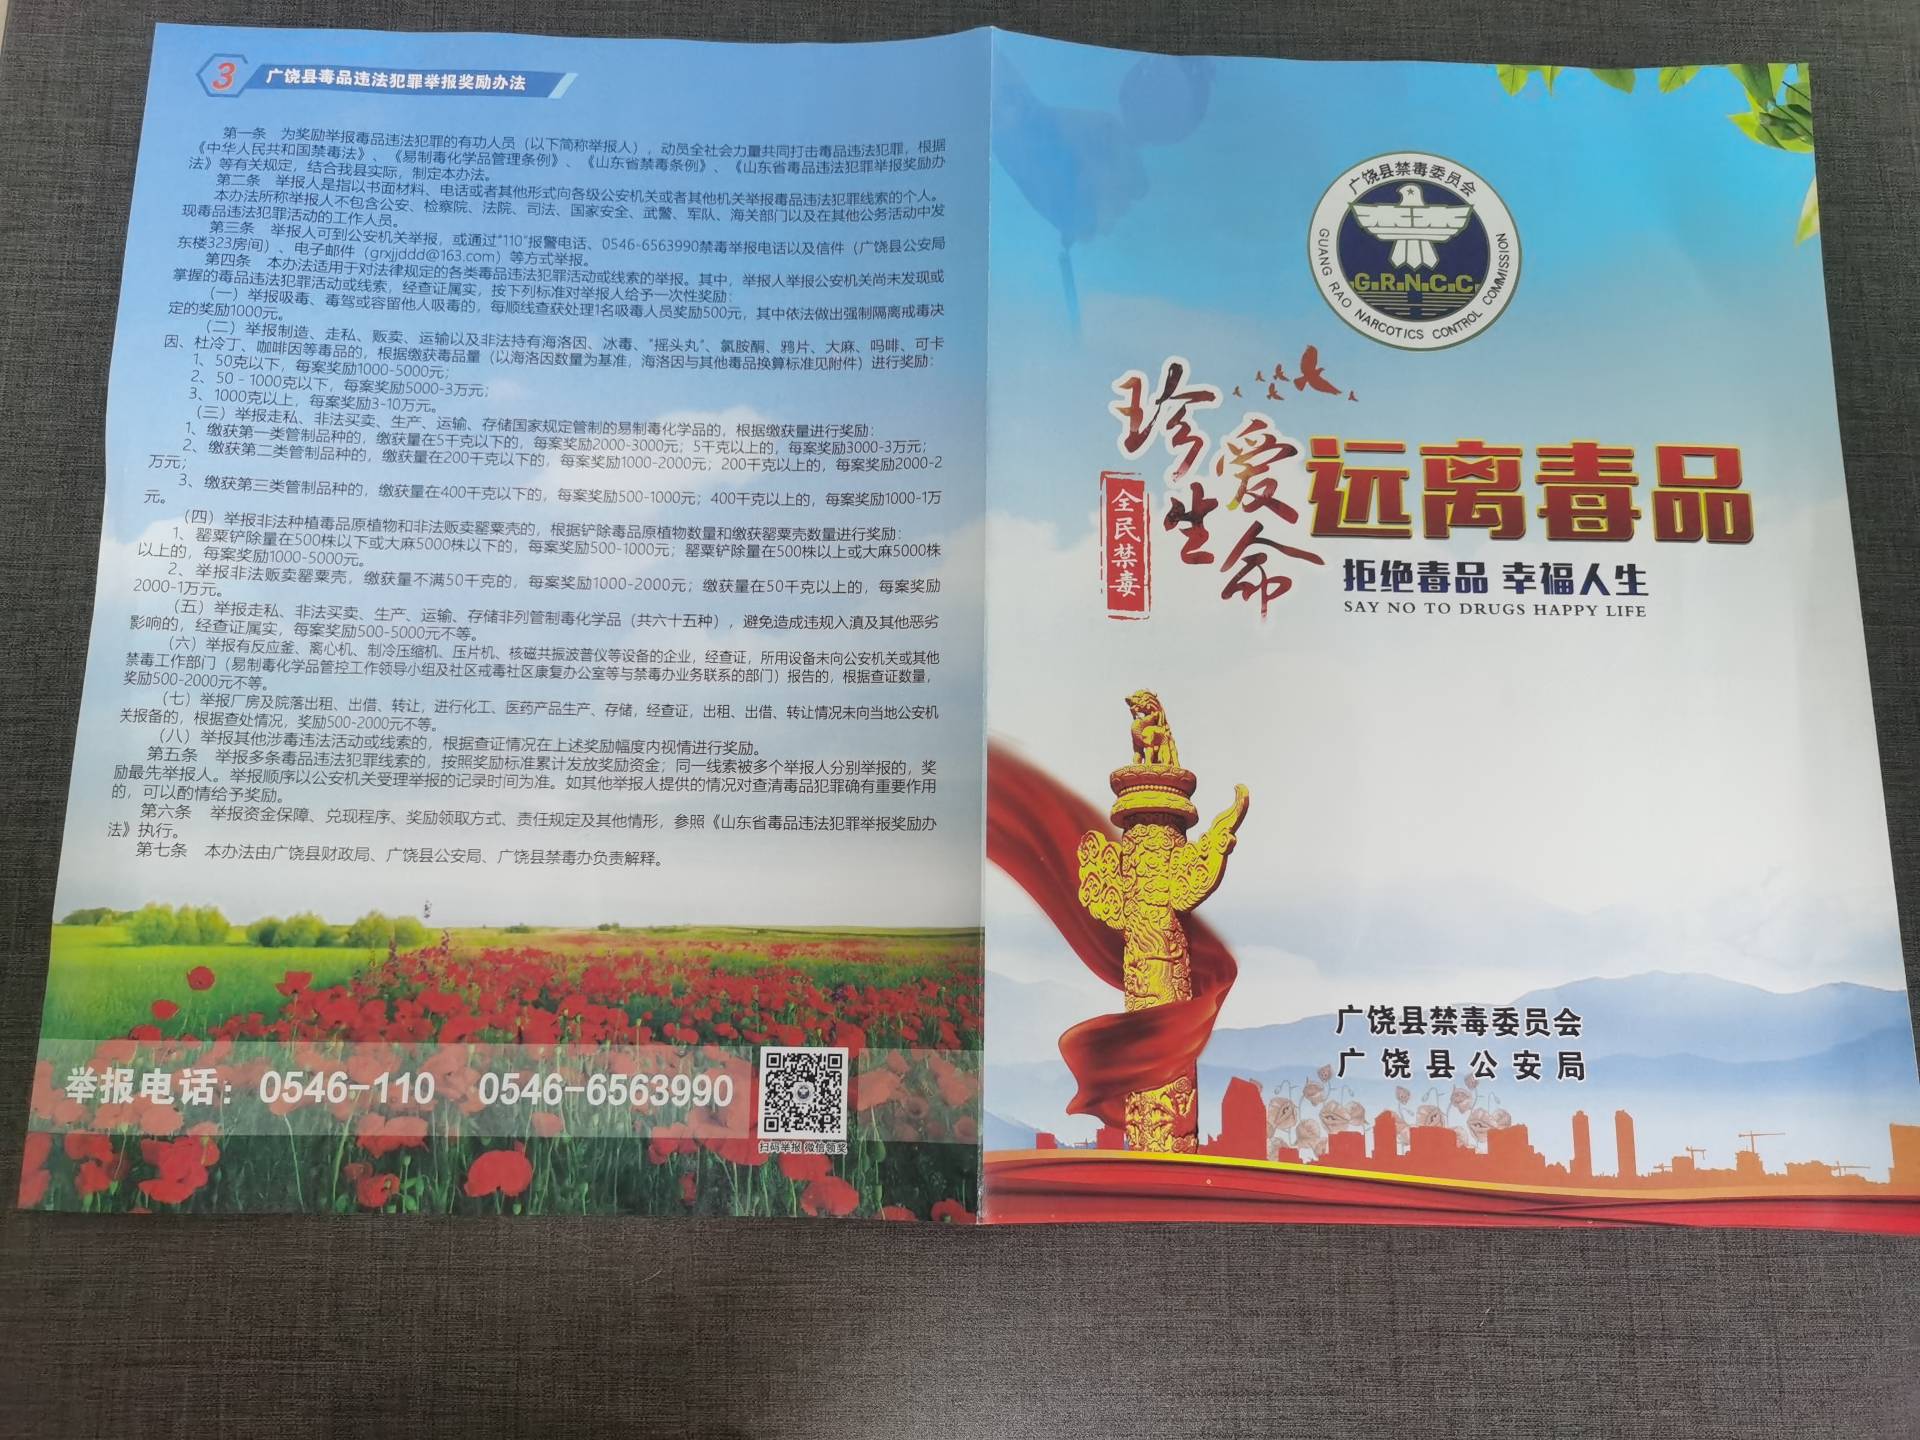 3 广饶县毒品违法犯罪举报奖励办法
第一条 为奖励举报毒品违法犯罪的有功人员（以下简称举报人），动员全社会力量共同打击毒品违法犯罪，根据
《中华人民共和国禁毒法》、《易制毒化学品管理条例》、《山东省禁毒条例》、《山东省毒品违法犯罪举报奖励办
法》等有关规定，结合我县实际，制定本办法。
第二条 举报人是指以书面材料、电话或者其他形式向各级公安机关或者其他机关举报毒品违法犯罪线索的个人。
本办法所称举报人不包含公安、检察院、法院、司法、国家安全、武警、军队、海关部门以及在其他公务活动中发
现毒品违法犯罪活动的工作人员。
第三条 举报人可到公安机关举报，或通过“110”报警电话、0546-6563990禁毒举报电话以及信件（广饶县公安局
东楼323房间）、电子邮件（grxjjddd@163.com）等方式举报。
第四条 本办法适用于对法律规定的各类毒品违法犯罪活动或线索的举报。其中，举报人举报公安机关尚未发现或
掌握的毒品违法犯罪活动或线索，经查证属实，按下列标准对举报人给予一次性奖励：
（一）举报吸毒、毒驾或容留他人吸毒的，每顺线查获处理1名吸毒人员奖励500元，其中依法做出强制隔离戒毒决
定的奖励1000元。
（二）举报制造、走私、贩卖、运输以及非法持有海洛因、冰毒、“摇头丸”、氯胺酮、鸦片、大麻、吗啡、可卡
因、杜冷丁、咖啡因等毒品的，根据缴获毒品量（以海洛因数量为基准，海洛因与其他毒品换算标准见附件）进行奖励：
1、50克以下，每案奖励1000-5000元；
2、50－1000克以下，每案奖励5000-3万元；
3、1000克以上，每案奖励3-10万元。
（三）举报走私、非法买卖、生产、运输、存储国家规定管制的易制毒化学品的，根据缴获量进行奖励：
1、缴获第一类管制品种的，缴获量在5千克以下的，每案奖励2000-3000元；5千克以上的，每案奖励3000-3万元；
2、缴获第二类管制品种的，缴获量在200千克以下的，每案奖励1000-2000元；200千克以上的，每案奖励2000-2
万元；
3、缴获第三类管制品种的，缴获量在400千克以下的，每案奖励500-1000元；400千克以上的，每案奖励1000-1万
元。
（四）举报非法种植毒品原植物和非法贩卖罂粟壳的，根据铲除毒品原植物数量和缴获罂粟壳数量进行奖励：
1、罂粟铲除量在500株以下或大麻5000株以下的，每案奖励500-1000元；罂粟铲除量在500株以上或大麻5000株
以上的，每案奖励1000-5000元。
2、举报非法贩卖罂粟壳，缴获量不满50千克的，每案奖励1000-2000元；缴获量在50千克以上的，每案奖励
2000-1万元。
（五）举报走私、非法买卖、生产、运输、存储非列管制毒化学品（共六十五种），避免造成违规入滇及其他恶劣
影响的，经查证属实，每案奖励500-5000元不等。
（六）举报有反应釜、离心机、制冷压缩机、压片机、核磁共振波普仪等设备的企业，经查证，所用设备未向公安机关或其他
禁毒工作部门（易制毒化学品管控工作领导小组及社区戒毒社区康复办公室等与禁毒办业务联系的部门）报告的，根据查证数量，
奖励500-2000元不等。
（七）举报厂房及院落出租、出借、转让，进行化工、医药产品生产、存储，经查证，出租、出借、转让情况未向当地公安机
关报备的，根据查处情况，奖励500-2000元不等。
（八）举报其他涉毒违法活动或线索的，根据查证情况在上述奖励幅度内视情进行奖励。
第五条 举报多条毒品违法犯罪线索的，按照奖励标准累计发放奖励资金；同一线索被多个举报人分别举报的，奖
励最先举报人。举报顺序以公安机关受理举报的记录时间为准。如其他举报人提供的情况对查清毒品犯罪确有重要作用
的，可以酌情给予奖励。
第六条 举报资金保障、兑现程序、奖励领取方式、责任规定及其他情形，参照《山东省毒品违法犯罪举报奖励办
法》执行。
第七条 本办法由广饶县财政局、广饶县公安局、广饶县禁毒办负责解释。
举报电话：0546-110 0546-6563990
扫码举报 微信领奖
广饶县禁毒委员会
G.R.N.C.C.
GUANG RAO NARCOTICS CONTROL COMMISSION
珍爱生命
全民禁毒
远离毒品
拒绝毒品 幸福人生
SAY NO TO DRUGS HAPPY LIFE
广饶县禁毒委员会
广饶县公安局